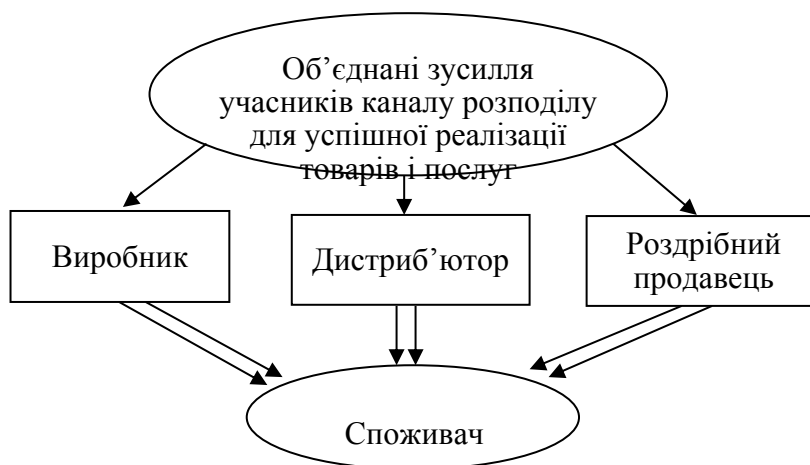 Об’єднані зусилля
учасників каналу розподілу
для успішної реалізації
товарів і послуг
Виробник
Дистриб’ютор
Роздрібний
продавець
Споживач